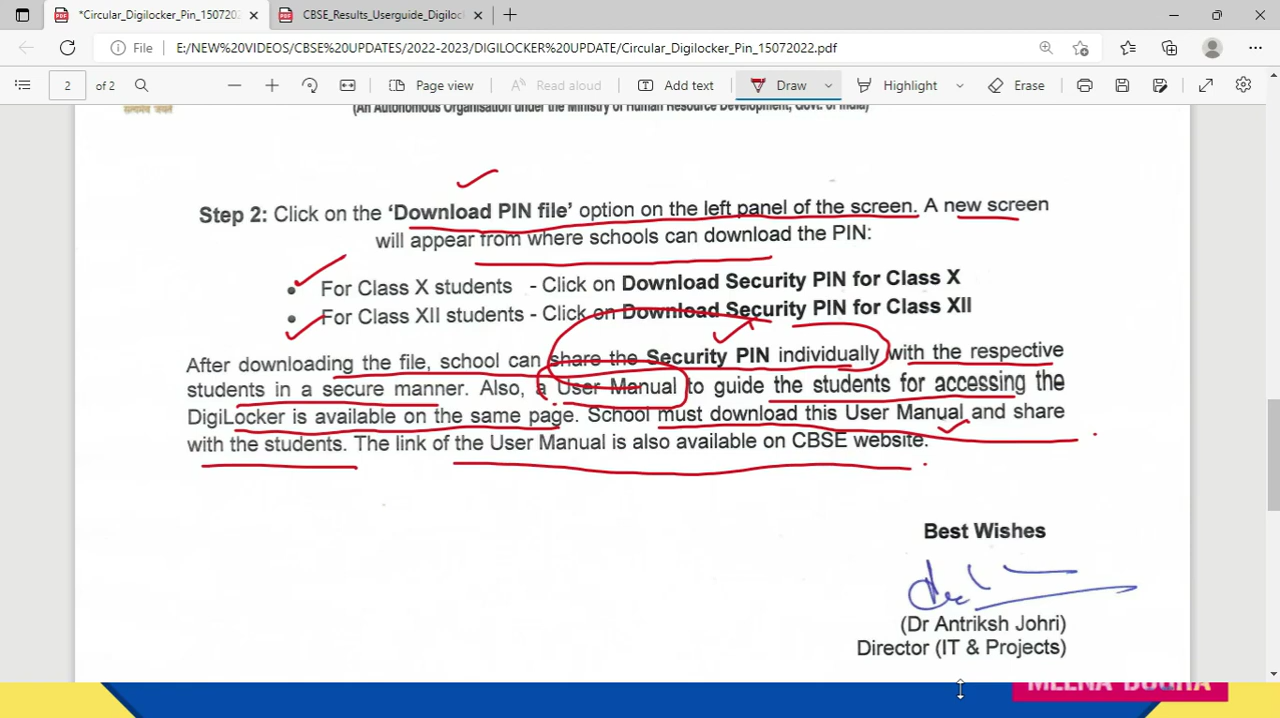 *Circular_Digilocker_Pin_1507202
CBSE_Results_Userguide_Digiloc
File
E:/NEW%20VIDEOS/CBSE%20UPDATES/2022-2023/DIGILOCKER%20UPDATE/Circular_Digilocker_Pin_15072022.pdf
2 of 2
Page view
Read aloud
Add text
Draw
Highlight
Erase
(An Autonomous Organisation under the Ministry of Human Resource Development, Govt. of India)
Step 2: Click on the ‘Download PIN file’ option on the left panel of the screen. A new screen
will appear from where schools can download the PIN:
• For Class X students - Click on Download Security PIN for Class X
• For Class XII students - Click on Download Security PIN for Class XII
After downloading the file, school can share the Security PIN individually with the respective
students in a secure manner. Also, a User Manual to guide the students for accessing the
DigiLocker is available on the same page. School must download this User Manual and share
with the students. The link of the User Manual is also available on CBSE website.
Best Wishes
(Dr Antriksh Johri)
Director (IT & Projects)